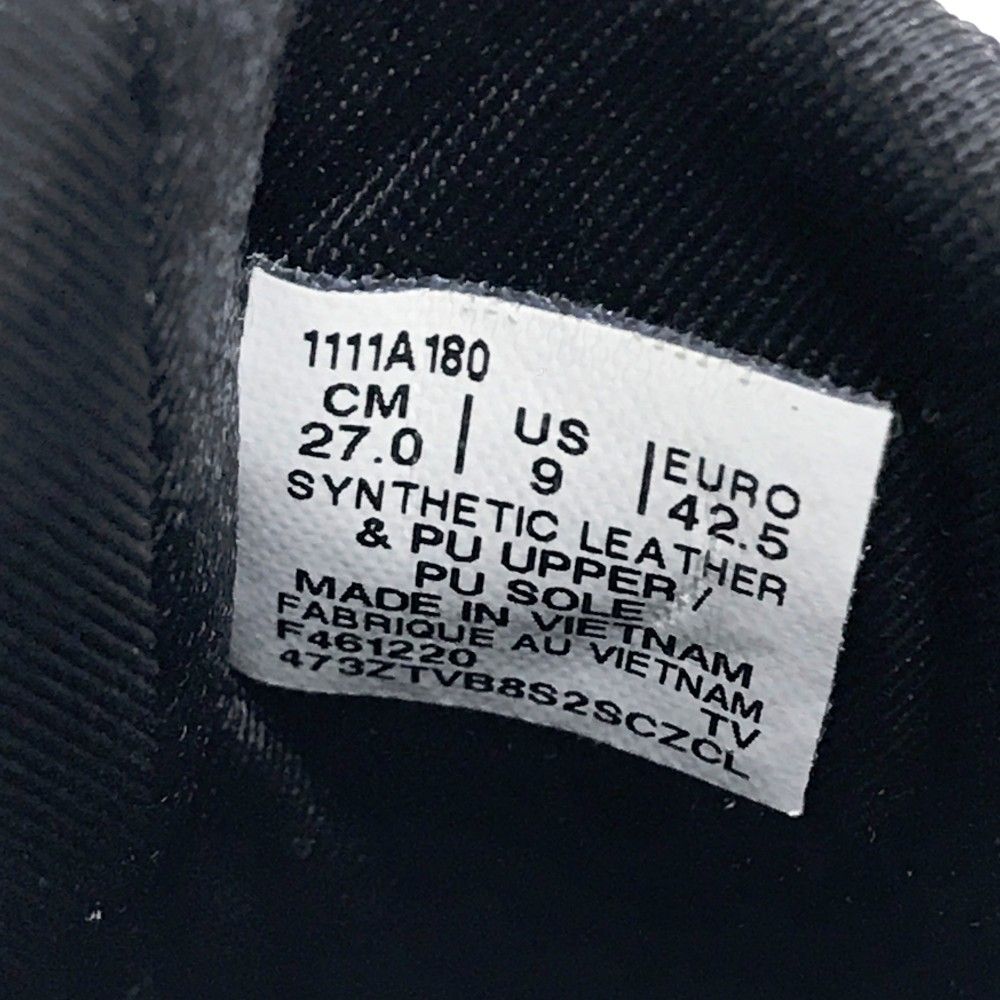 1111A180
CM | US | EURO
27.0 | 9 | 42.5
SYNTHETIC LEATHER
& PU UPPER /
PU SOLE
MADE IN VIETNAM
FABRIQUE AU VIETNAM
F461220 TV
473ZTVB8S2SCZCL